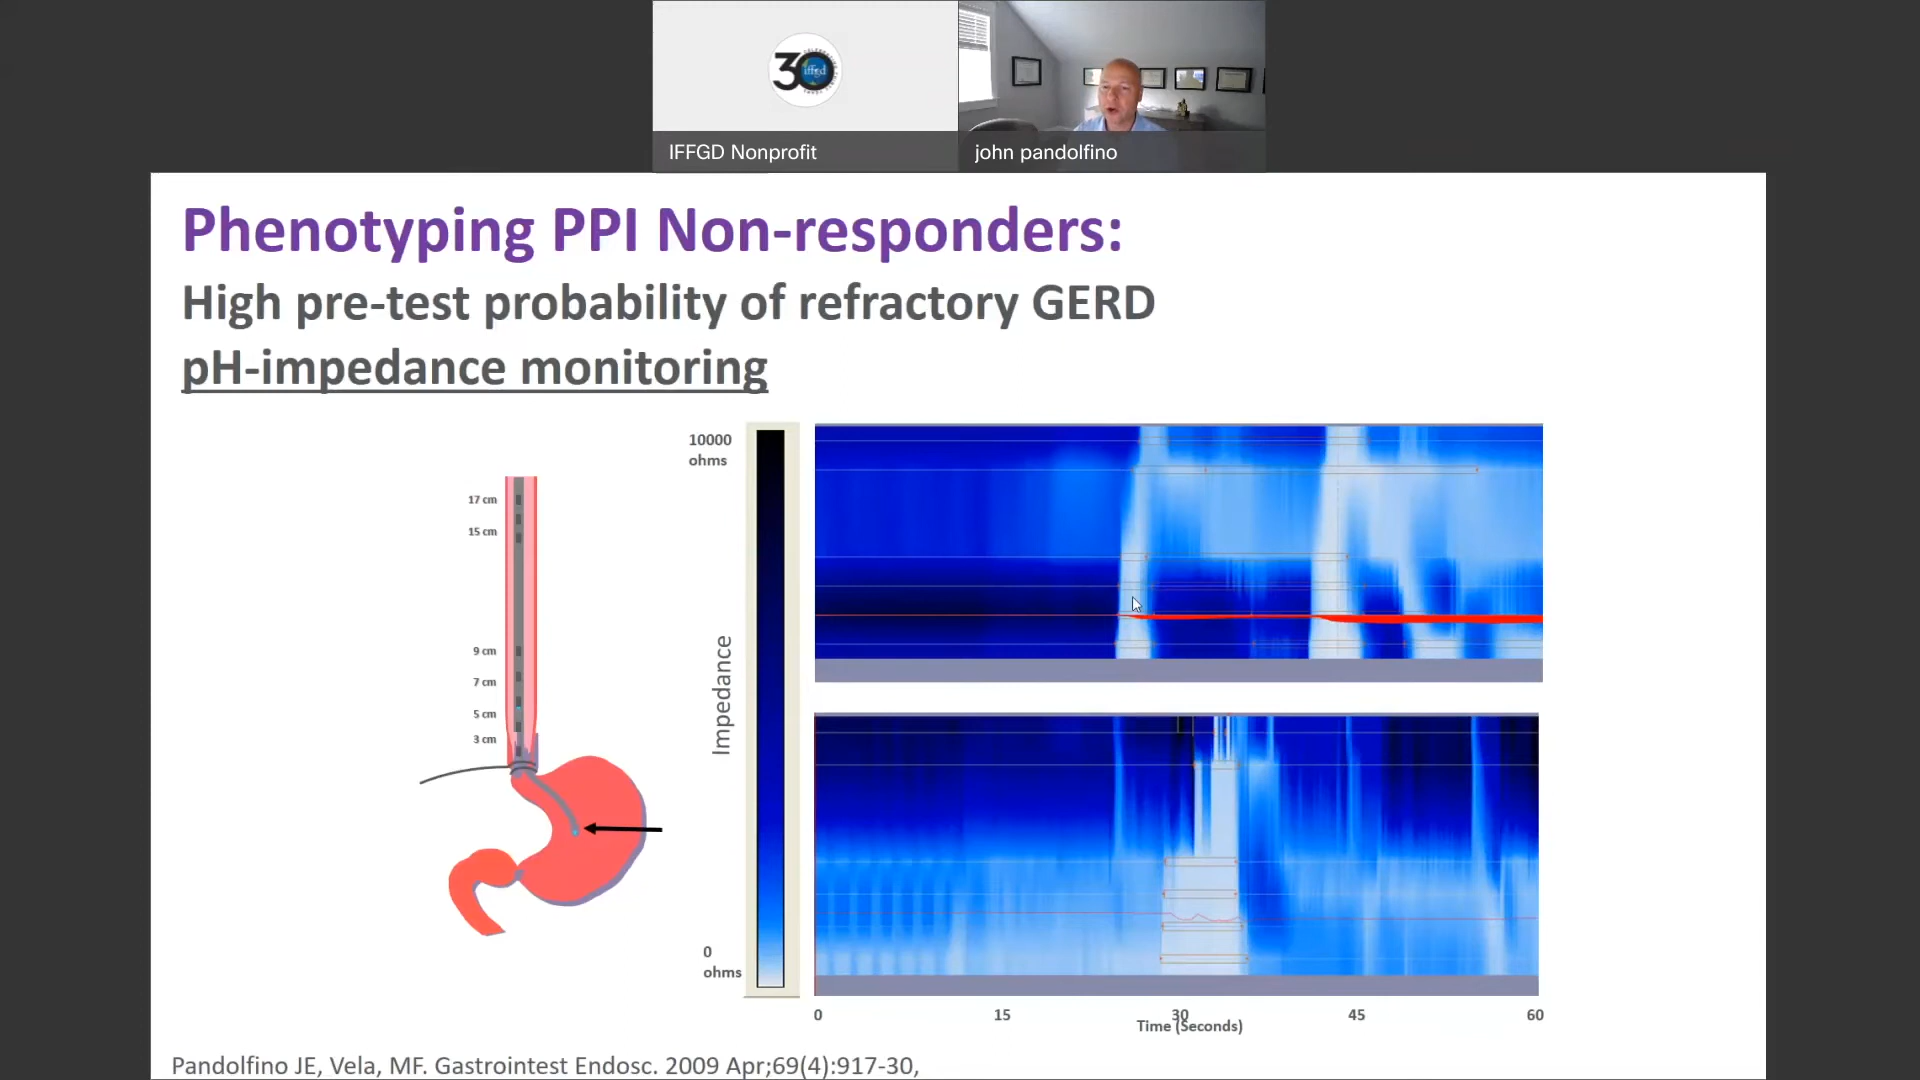 30
iffgd
IFFGD Nonprofit
john pandolfino
Phenotyping PPI Non-responders:
High pre-test probability of refractory GERD
pH-impedance monitoring
10000
ohms
17 cm
15 cm
9 cm
7 cm
5 cm
3 cm
Impedance
0
ohms
0
15
30
45
60
Time (Seconds)
Pandolfino JE, Vela, MF. Gastrointest Endosc. 2009 Apr;69(4):917-30,